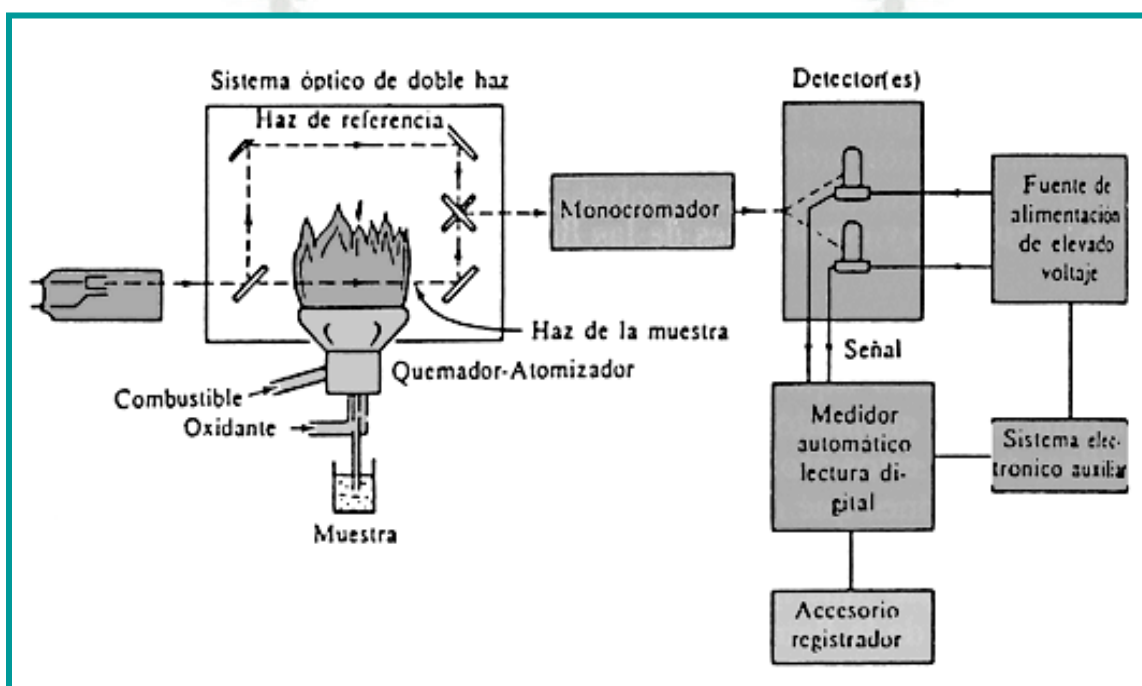 Sistema óptico de doble haz
Haz de referencia
Detector(es)
Monocromador
Fuente de
alimentación
de elevado
voltaje
Haz de la muestra
Señal
Quemador-Atomizador
Combustible
Oxidante
Muestra
Medidor
automático
lectura di-
gital
Sistema elec-
tronico auxiliar
Accesorio
registrador